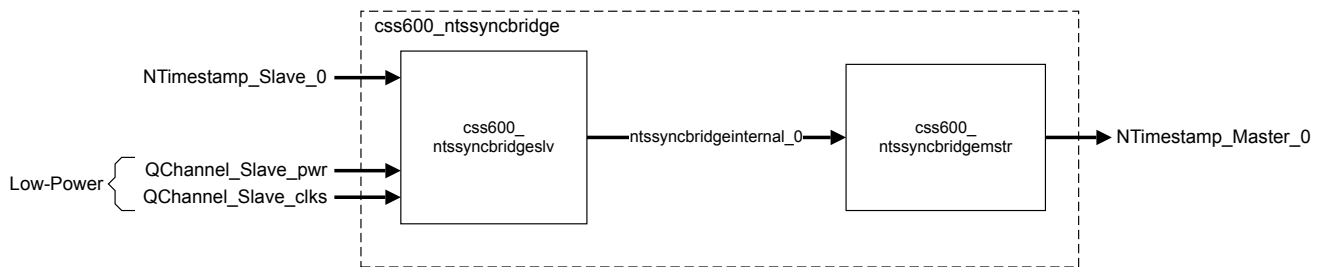 css600_ntssyncbridge
NTimestamp_Slave_0
css600_
ntssyncbridgeslv
ntssyncbridgeinternal_0
css600_
ntssyncbridgemstr
NTimestamp_Master_0
Low-Power
QChannel_Slave_pwr
QChannel_Slave_clks